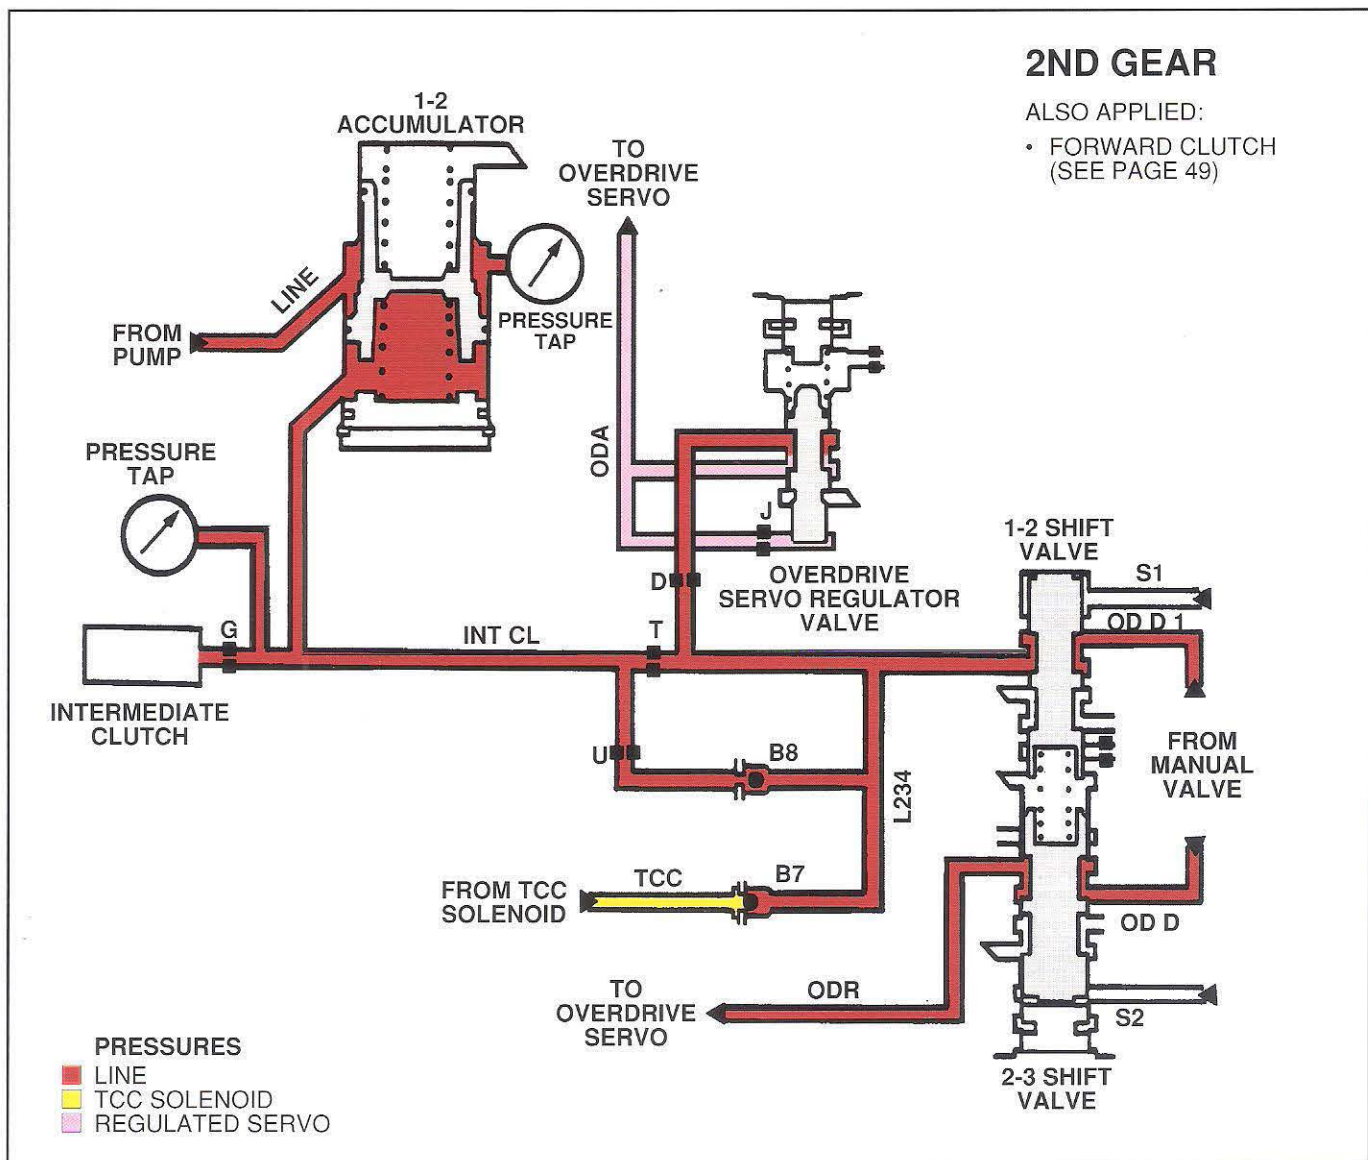 2ND GEAR
ALSO APPLIED:
• FORWARD CLUTCH
(SEE PAGE 49)
1-2
ACCUMULATOR
TO
OVERDRIVE
SERVO
LINE
FROM
PUMP
PRESSURE
TAP
PRESSURE
TAP
ODA
J
1-2 SHIFT
VALVE
S1
D
OVERDRIVE
SERVO REGULATOR
VALVE
OD D 1
G
INT CL
T
INTERMEDIATE
CLUTCH
FROM
MANUAL
VALVE
U
B8
L234
FROM TCC
SOLENOID
TCC
B7
OD D
TO
OVERDRIVE
SERVO
ODR
S2
2-3 SHIFT
VALVE
PRESSURES
LINE
TCC SOLENOID
REGULATED SERVO